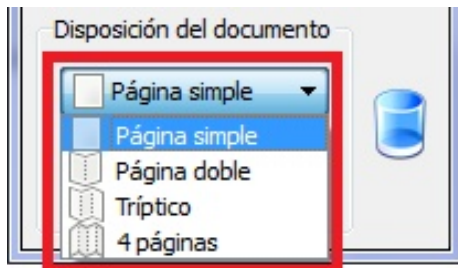 Disposición del documento
Página simple
Página simple
Página doble
Tríptico
4 páginas